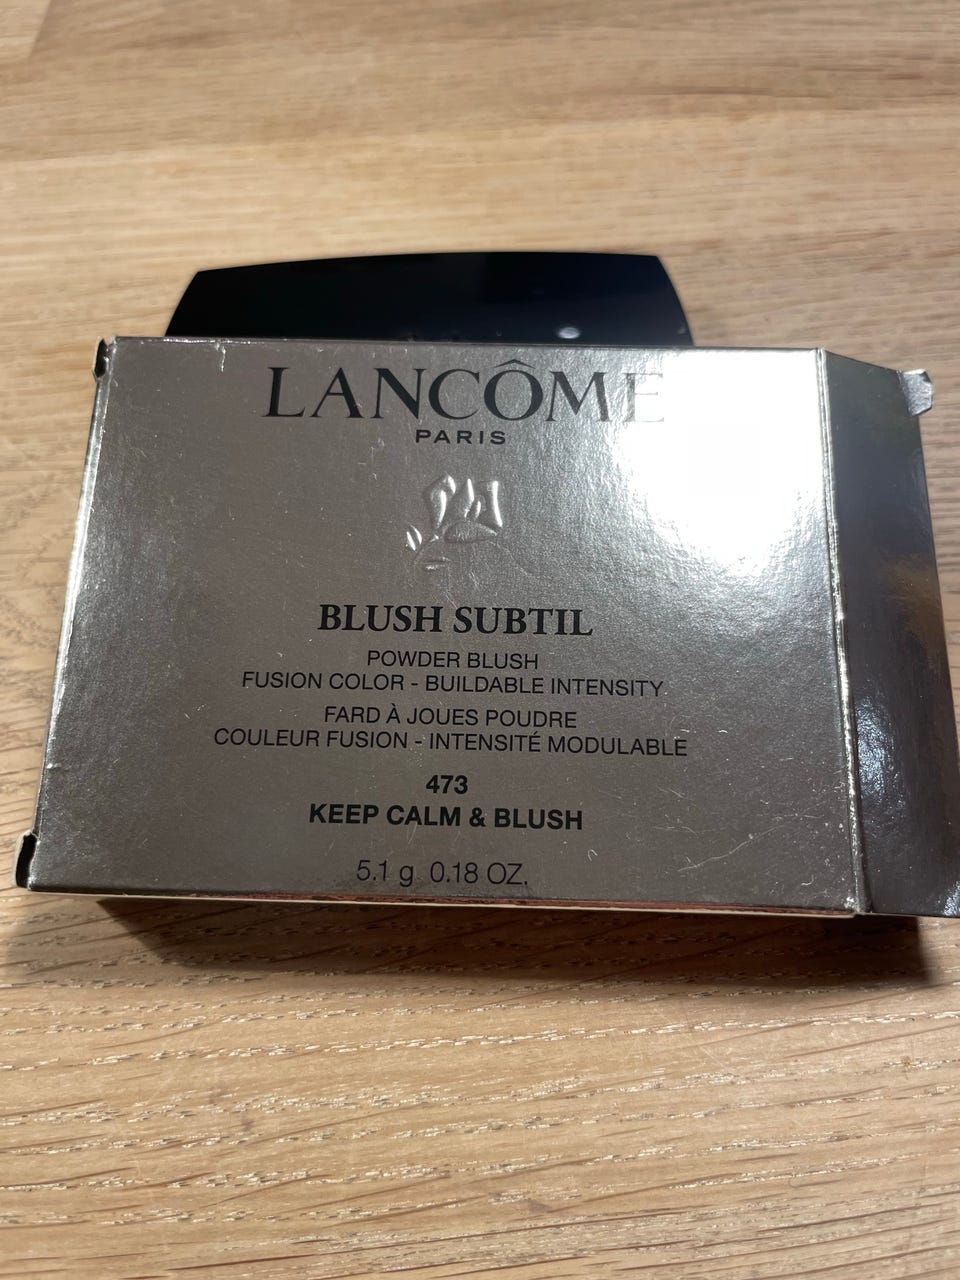 LANCÔME
PARIS
BLUSH SUBTIL
POWDER BLUSH
FUSION COLOR - BUILDABLE INTENSITY
FARD À JOUES POUDRE
COULEUR FUSION - INTENSITÉ MODULABLE
473
KEEP CALM & BLUSH
5.1 g 0.18 OZ.